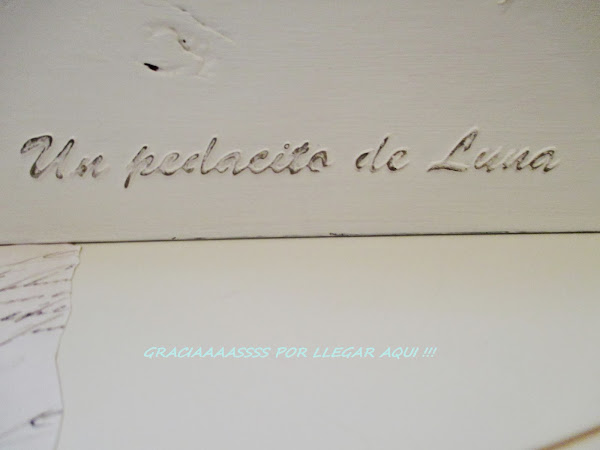 Un pedacito de Luna
GRACIAAAASSSS POR LLEGAR AQUI !!!